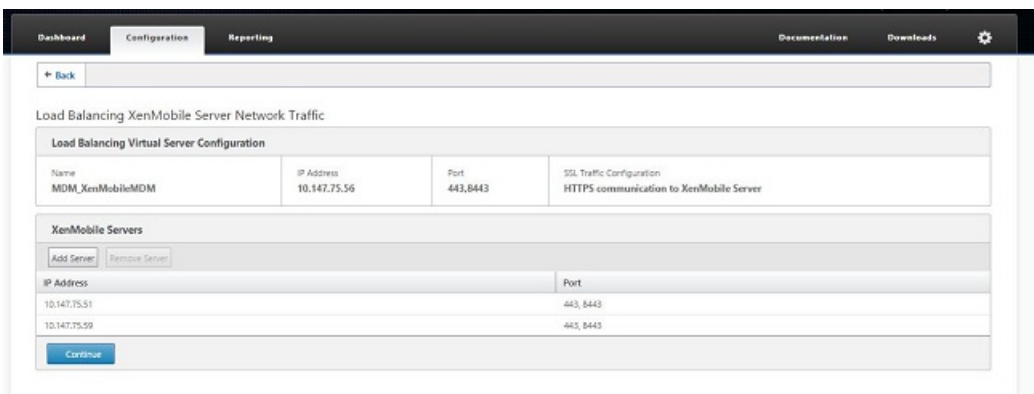 Dashboard Configuration Reporting Documentation Downloads
← Back
Load Balancing XenMobile Server Network Traffic
Load Balancing Virtual Server Configuration
Name IP Address Port SSL Traffic Configuration
MDM_XenMobileMDM 10.147.75.56 443,8443 HTTPS communication to XenMobile Server
XenMobile Servers
Add Server Remove Server
IP Address Port
10.147.75.51 443, 8443
10.147.75.59 443, 8443
Continue